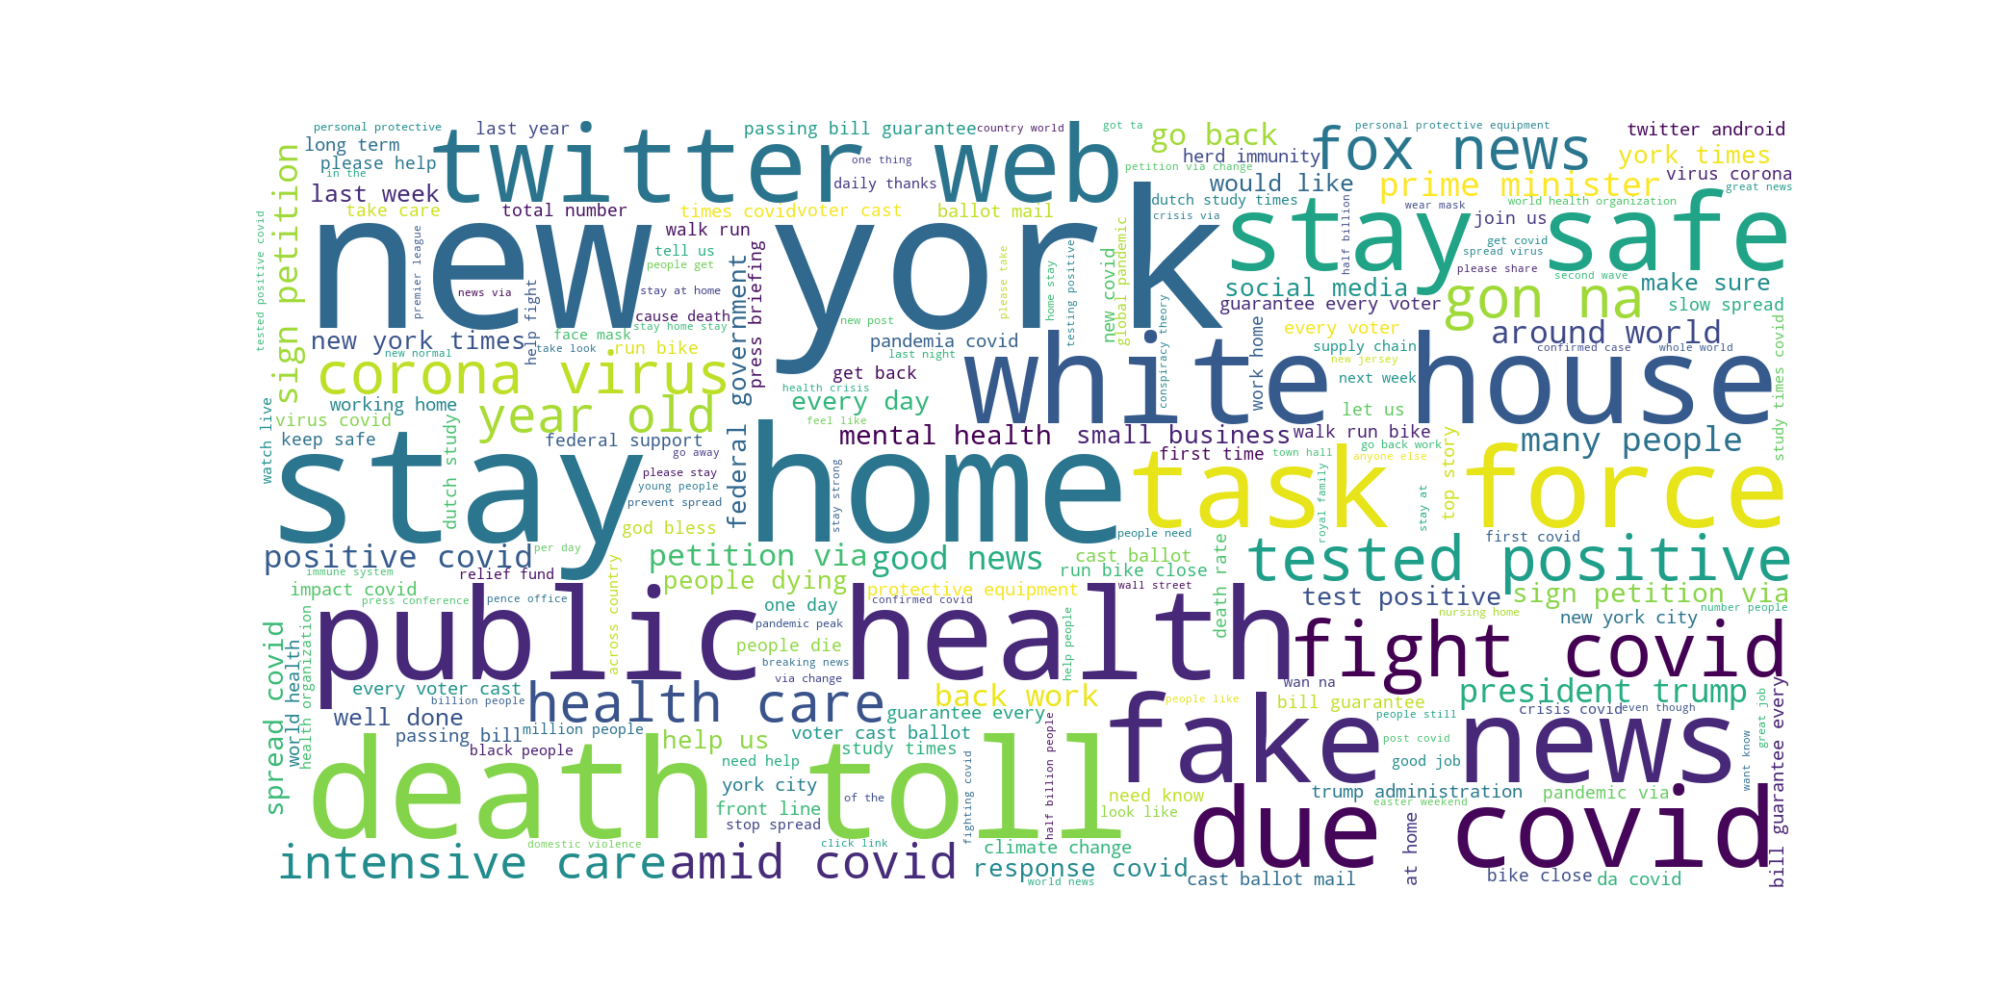 personal protective
last year
twitter web
passing bill guarantee
country world
got ta
go back
personal protective equipment
twitter android
long term
please help
in the
last week
one thing
daily thanks
petition via change
herd immunity
fox news
york times
virus corona
would like
prime minister
great news
sign petition
tested positive covid
take care
total number
times covid
voter cast
ballot mail
dutch study times
crisis via
wear mask
world health organization
half billion
join us
stay safe
new york
premier league
news via
help fight
walk run
tell us
people get
stay at home
cause death
stay home stay
federal government
press briefing
please take
home stay
testing positive
new covid
global pandemic
conspiracy theory
get covid
spread virus
please share
second wave
social media
make sure
guarantee every voter
gon na
slow spread
new york times
face mask
new normal
take look
run bike
new post
pandemia covid
last night
get back
every voter
supply chain
new jersey
around world
confirmed case
whole world
corona virus
health crisis
white house
work home
next week
study times covid
working home
year old
every day
feel like
let us
virus covid
keep safe
watch live
federal support
go away
mental health
small business
walk run bike
first time
town hall
go back work
anyone else
many people
top story
dutch study
stay home
please stay
young people
prevent spread
stay strong
god bless
task force
royal family
stay at
positive covid
per day
petition via
good news
people need
cast ballot
run bike close
wall street
death rate
first covid
tested positive
immune system
relief fund
impact covid
press conference
pence office
across country
people dying
protective equipment
confirmed covid
one day
pandemic peak
people die
breaking news
via change
help people
test positive
sign petition via
nursing home
number people
new york city
public health
fight covid
spread covid
world health
health organization
every voter cast
billion people
health care
back work
wan na
people like
bill guarantee
president trump
great job
well done
passing bill
million people
black people
guarantee every
voter cast ballot
study times
half billion people
fake news
crisis covid
even though
people still
post covid
good job
want know
bill guarantee every
help us
need help
york city
of the
front line
stop spread
fighting covid
need know
look like
death toll
trump administration
pandemic via
easter weekend
due covid
domestic violence
click link
climate change
intensive care
amid covid
response covid
world news
cast ballot mail
at home
bike close
da covid